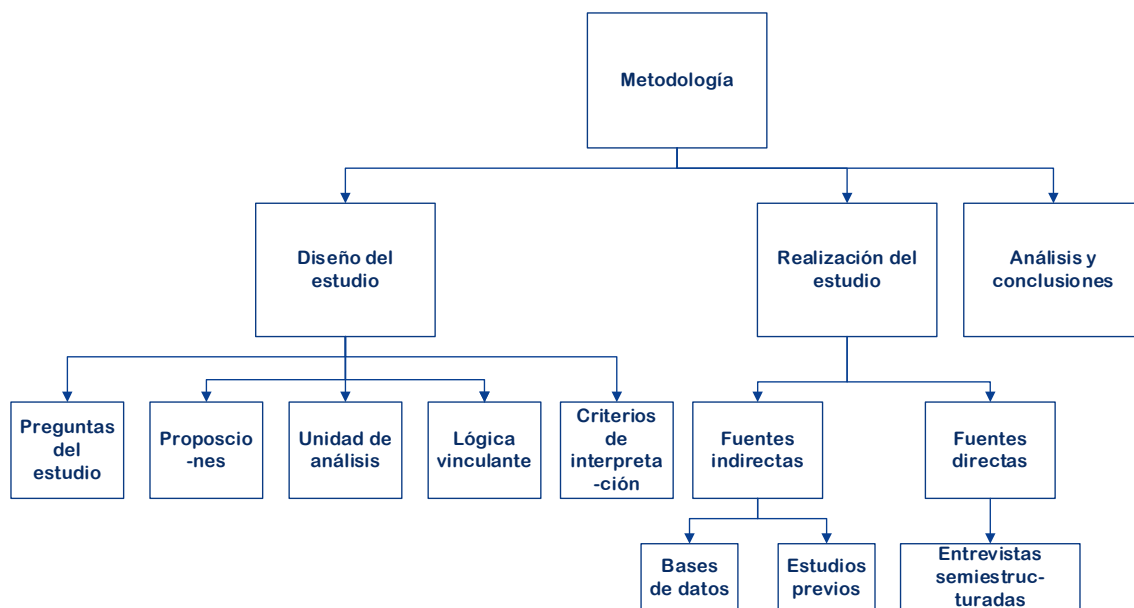 Metodología
Diseño del
estudio
Realización del
estudio
Análisis y
conclusiones
Preguntas
del
estudio
Proposcio
-nes
Unidad de
análisis
Lógica
vinculante
Criterios
de
interpreta
-ción
Fuentes
indirectas
Fuentes
directas
Bases
de datos
Estudios
previos
Entrevistas
semiestruc-
turadas